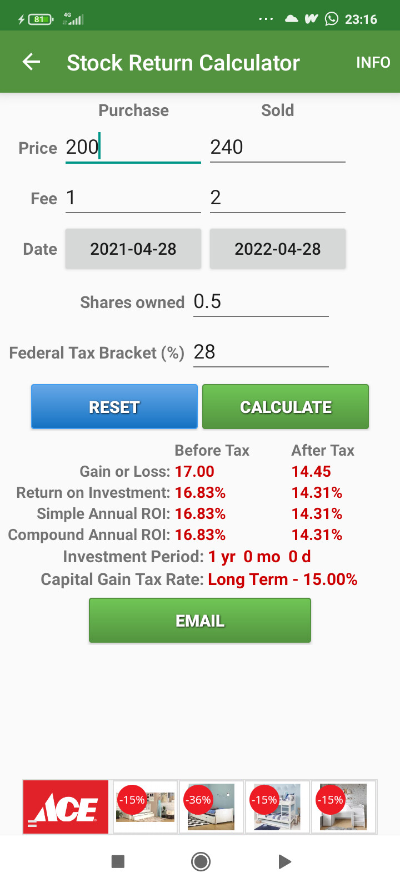 81 4G ... 23:16
Stock Return Calculator INFO
Purchase Sold
Price 200 240
Fee 1 2
Date 2021-04-28 2022-04-28
Shares owned 0.5
Federal Tax Bracket (%) 28
RESET CALCULATE
Before Tax After Tax
Gain or Loss: 17.00 14.45
Return on Investment: 16.83% 14.31%
Simple Annual ROI: 16.83% 14.31%
Compound Annual ROI: 16.83% 14.31%
Investment Period: 1 yr 0 mo 0 d
Capital Gain Tax Rate: Long Term - 15.00%
EMAIL
ACE -15% -36% -15% -15%